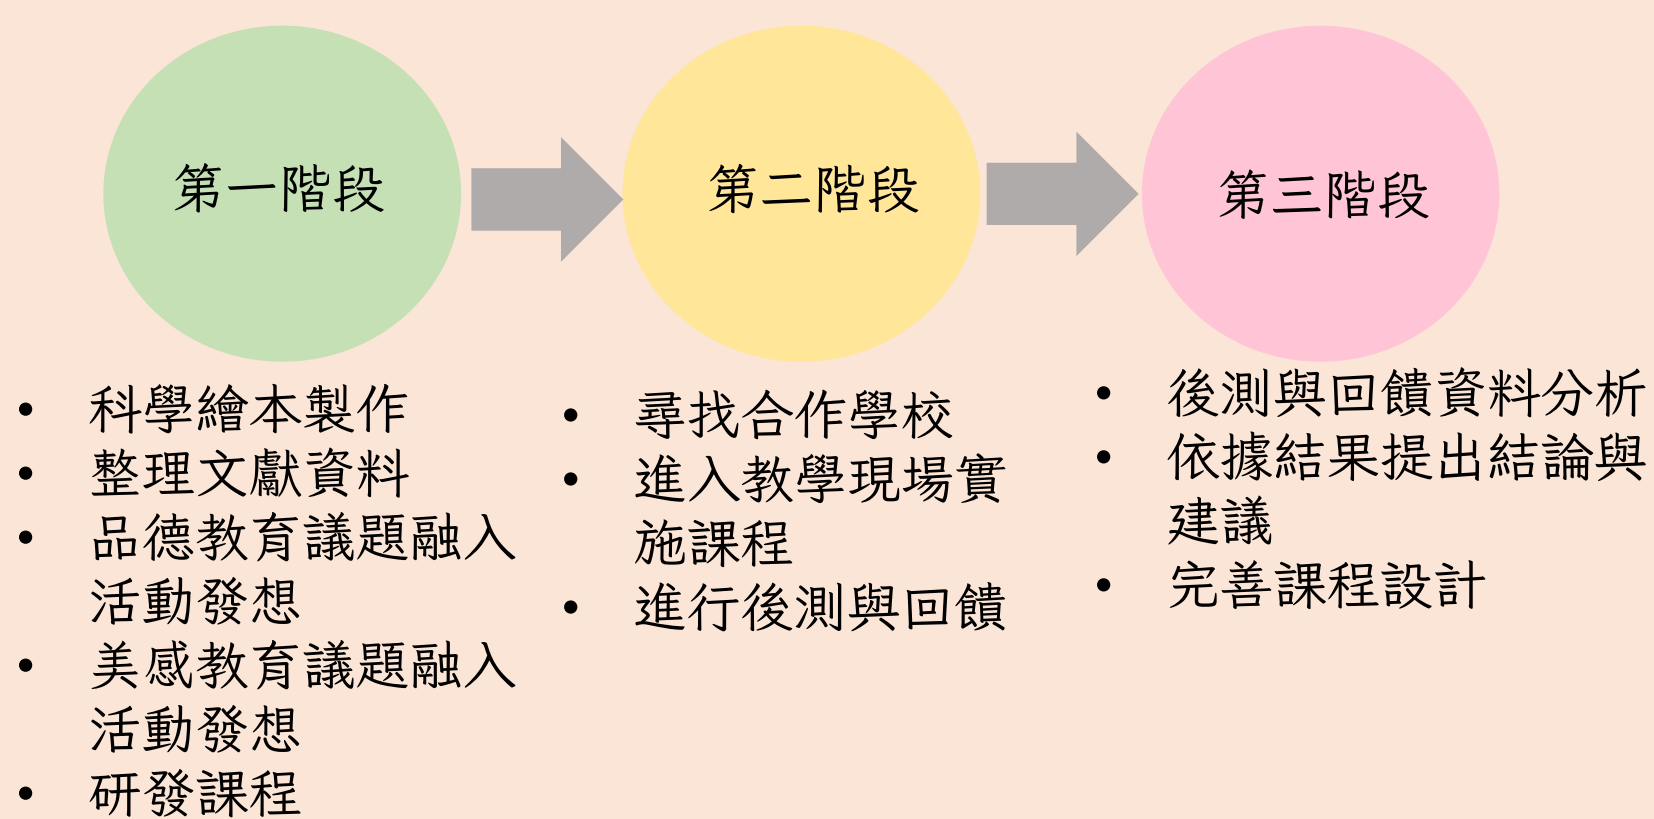 第一階段
第二階段
第三階段
• 科學繪本製作
• 整理文獻資料
• 品德教育議題融入
活動發想
• 美感教育議題融入
活動發想
• 研發課程
• 尋找合作學校
• 進入教學現場實
施課程
• 進行後測與回饋
• 後測與回饋資料分析
• 依據結果提出結論與
建議
• 完善課程設計